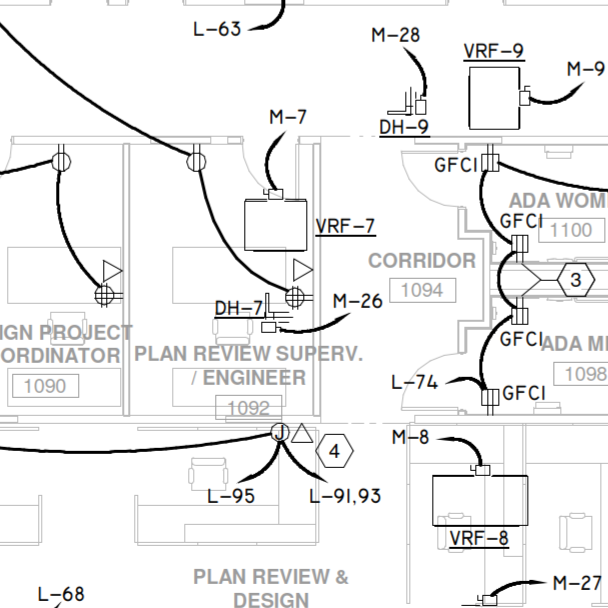 L-63
M-28
VRF-9
M-9
DH-9
M-7
GFCI
ADA WOM
1100
GFCI
VRF-7
CORRIDOR
1094
3
DH-7
M-26
GFCI
IGN PROJECT
ORDINATOR
1090
PLAN REVIEW SUPERV.
/ ENGINEER
1092
ADA M
1098
L-74
GFCI
J
4
M-8
L-95
L-91,93
VRF-8
PLAN REVIEW &
DESIGN
M-27
L-68